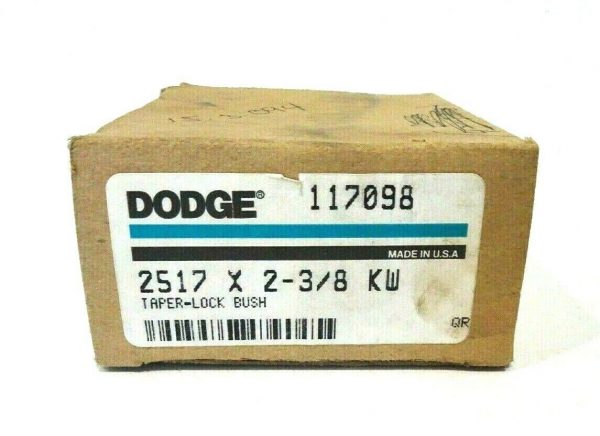 DODGE® 117098
MADE IN U.S.A
2517 X 2-3/8 KW
TAPER-LOCK BUSH
QR